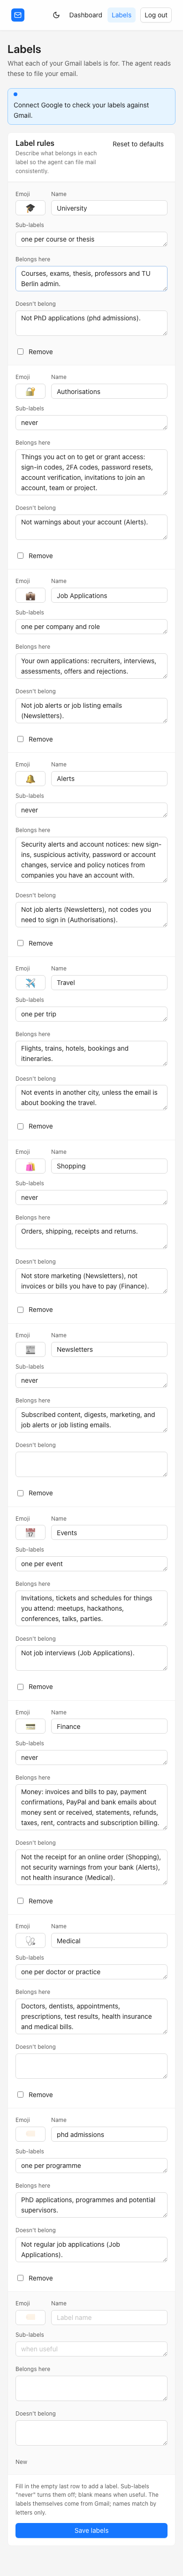 Dashboard Labels Log out
Labels
What each of your Gmail labels is for. The agent reads
these to file your email.
Connect Google to check your labels against
Gmail.
Label rules
Reset to defaults
Describe what belongs in each
label so the agent can file mail
consistently.
Emoji Name
University
Sub-labels
one per course or thesis
Belongs here
Courses, exams, thesis, professors and TU
Berlin admin.
Doesn't belong
Not PhD applications (phd admissions).
Remove
Emoji Name
Authorisations
Sub-labels
never
Belongs here
Things you act on to get or grant access:
sign-in codes, 2FA codes, password resets,
account verification, invitations to join an
account, team or project.
Doesn't belong
Not warnings about your account (Alerts).
Remove
Emoji Name
Job Applications
Sub-labels
one per company and role
Belongs here
Your own applications: recruiters, interviews,
assessments, offers and rejections.
Doesn't belong
Not job alerts or job listing emails
(Newsletters).
Remove
Emoji Name
Alerts
Sub-labels
never
Belongs here
Security alerts and account notices: new sign-
ins, suspicious activity, password or account
changes, service and policy notices from
companies you have an account with.
Doesn't belong
Not job alerts (Newsletters), not codes you
need to sign in (Authorisations).
Remove
Emoji Name
Travel
Sub-labels
one per trip
Belongs here
Flights, trains, hotels, bookings and
itineraries.
Doesn't belong
Not events in another city, unless the email is
about booking the travel.
Remove
Emoji Name
Shopping
Sub-labels
never
Belongs here
Orders, shipping, receipts and returns.
Doesn't belong
Not store marketing (Newsletters), not
invoices or bills you have to pay (Finance).
Remove
Emoji Name
Newsletters
Sub-labels
never
Belongs here
Subscribed content, digests, marketing, and
job alerts or job listing emails.
Doesn't belong
Remove
Emoji Name
Events
Sub-labels
one per event
Belongs here
Invitations, tickets and schedules for things
you attend: meetups, hackathons,
conferences, talks, parties.
Doesn't belong
Not job interviews (Job Applications).
Remove
Emoji Name
Finance
Sub-labels
never
Belongs here
Money: invoices and bills to pay, payment
confirmations, PayPal and bank emails about
money sent or received, statements, refunds,
taxes, rent, contracts and subscription billing.
Doesn't belong
Not the receipt for an online order (Shopping),
not security warnings from your bank (Alerts),
not health insurance (Medical).
Remove
Emoji Name
Medical
Sub-labels
one per doctor or practice
Belongs here
Doctors, dentists, appointments,
prescriptions, test results, health insurance
and medical bills.
Doesn't belong
Remove
Emoji Name
phd admissions
Sub-labels
one per programme
Belongs here
PhD applications, programmes and potential
supervisors.
Doesn't belong
Not regular job applications (Job
Applications).
Remove
Emoji Name
Label name
Sub-labels
when useful
Belongs here
Doesn't belong
New
Fill in the empty last row to add a label. Sub-labels
"never" turns them off; blank means when useful. The
labels themselves come from Gmail; names match by
letters only.
Save labels